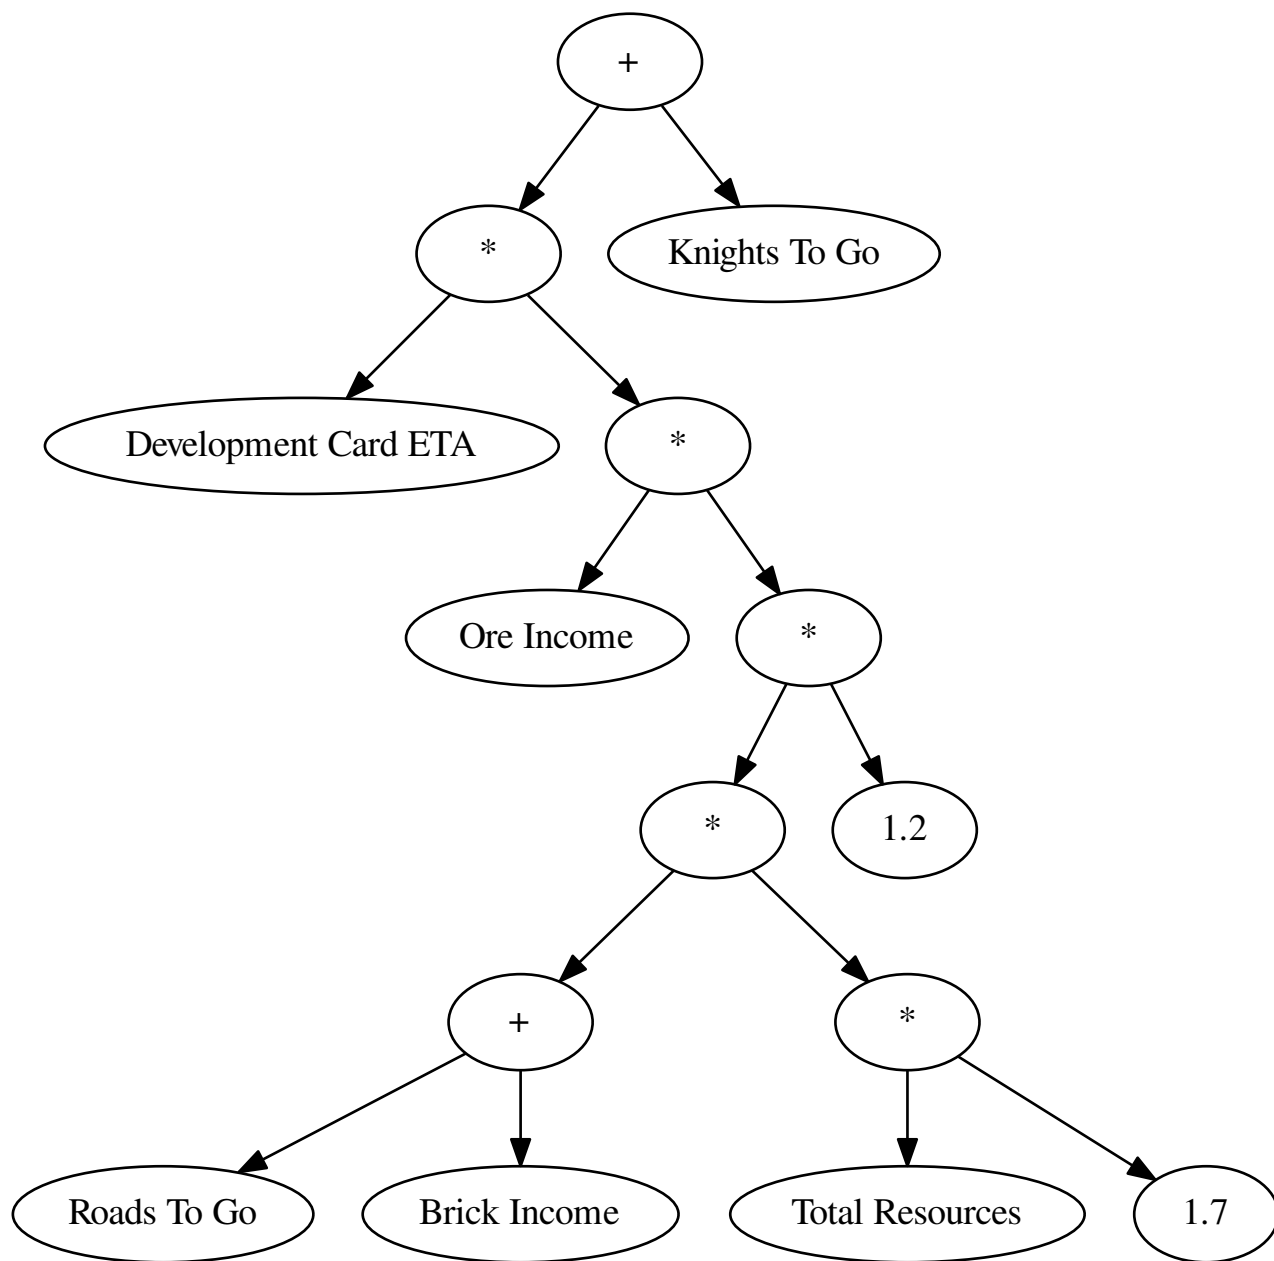 +
*
Knights To Go
Development Card ETA
*
Ore Income
*
*
1.2
+
*
Roads To Go
Brick Income
Total Resources
1.7